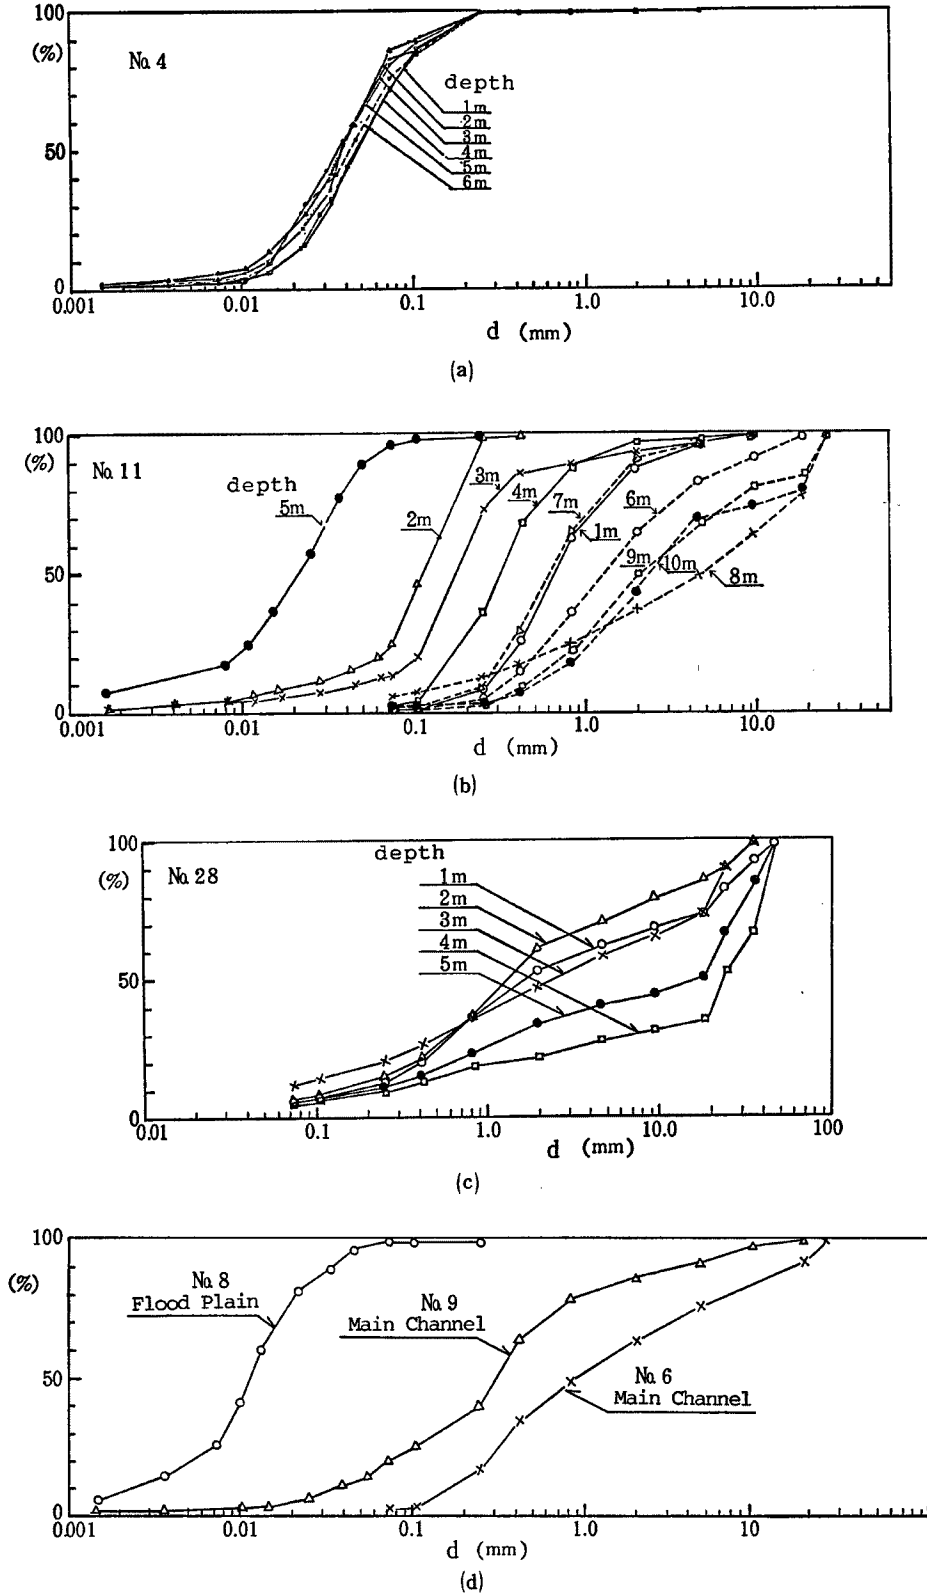 100
(%)
No. 4
depth
1m
2m
3m
4m
5m
6m
50
0
0.001
0.01
0.1
1.0
10.0
d (mm)
(a)
100
(%)
No. 11
depth
5m
2m
3m
4m
7m
1m
6m
9m
10m
8m
50
0
0.001
0.01
0.1
1.0
10.0
d (mm)
(b)
100
(%)
No. 28
depth
1m
2m
3m
4m
5m
50
0
0.01
0.1
1.0
10.0
100
d (mm)
(c)
100
(%)
No. 8
Flood Plain
No. 9
Main Channel
No. 6
Main Channel
50
0
0.001
0.01
0.1
1.0
10
d (mm)
(d)